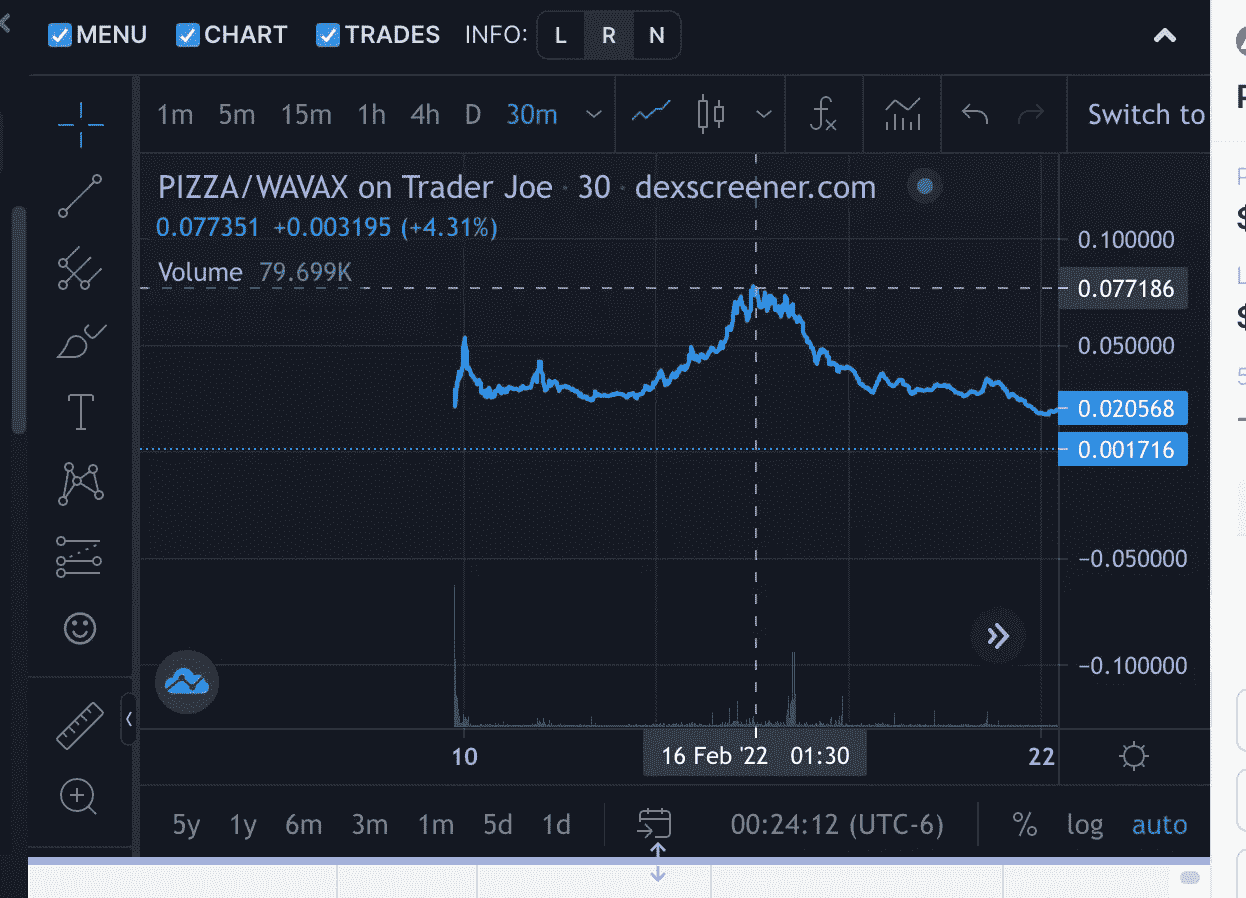 MENU CHART TRADES INFO: L R N
1m 5m 15m 1h 4h D 30m Switch to
PIZZA/WAVAX on Trader Joe · 30 · dexscreener.com
0.077351 +0.003195 (+4.31%)
Volume 79.699K
0.100000
0.077186
0.050000
0.020568
0.001716
−0.050000
−0.100000
10 16 Feb '22 01:30 22
5y 1y 6m 3m 1m 5d 1d 00:24:12 (UTC-6) % log auto